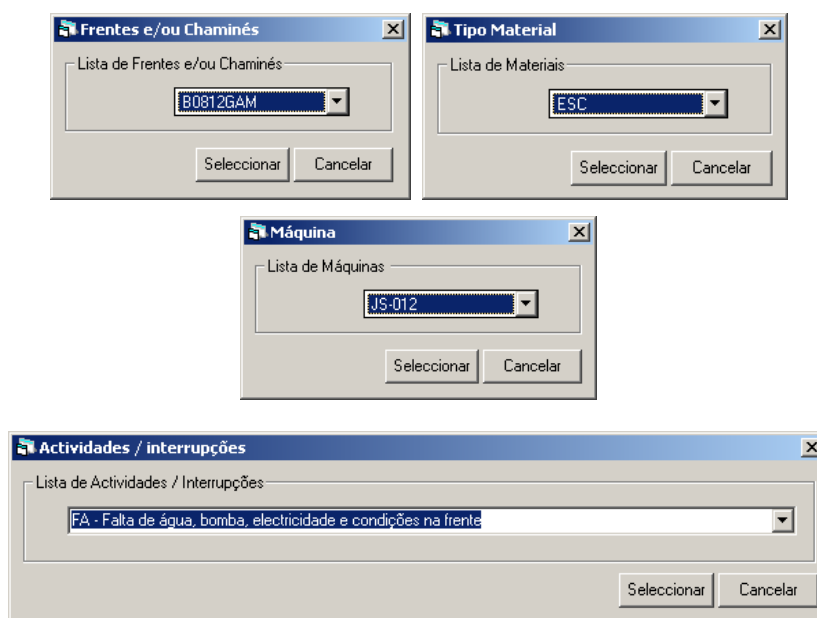 Frentes e/ou Chaminés
Lista de Frentes e/ou Chaminés
B0812GAM
Seleccionar Cancelar
Tipo Material
Lista de Materiais
ESC
Seleccionar Cancelar
Máquina
Lista de Máquinas
JS-012
Seleccionar Cancelar
Actividades / interrupções
Lista de Actividades / Interrupções
FA - Falta de água, bomba, electricidade e condições na frente
Seleccionar Cancelar